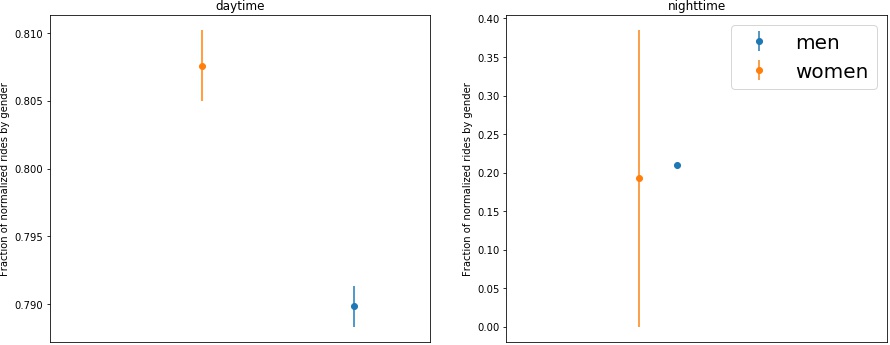 daytime
Fraction of normalized rides by gender
0.810
0.805
0.800
0.795
0.790
nighttime
Fraction of normalized rides by gender
0.40
0.35
0.30
0.25
0.20
0.15
0.10
0.05
0.00
men
women